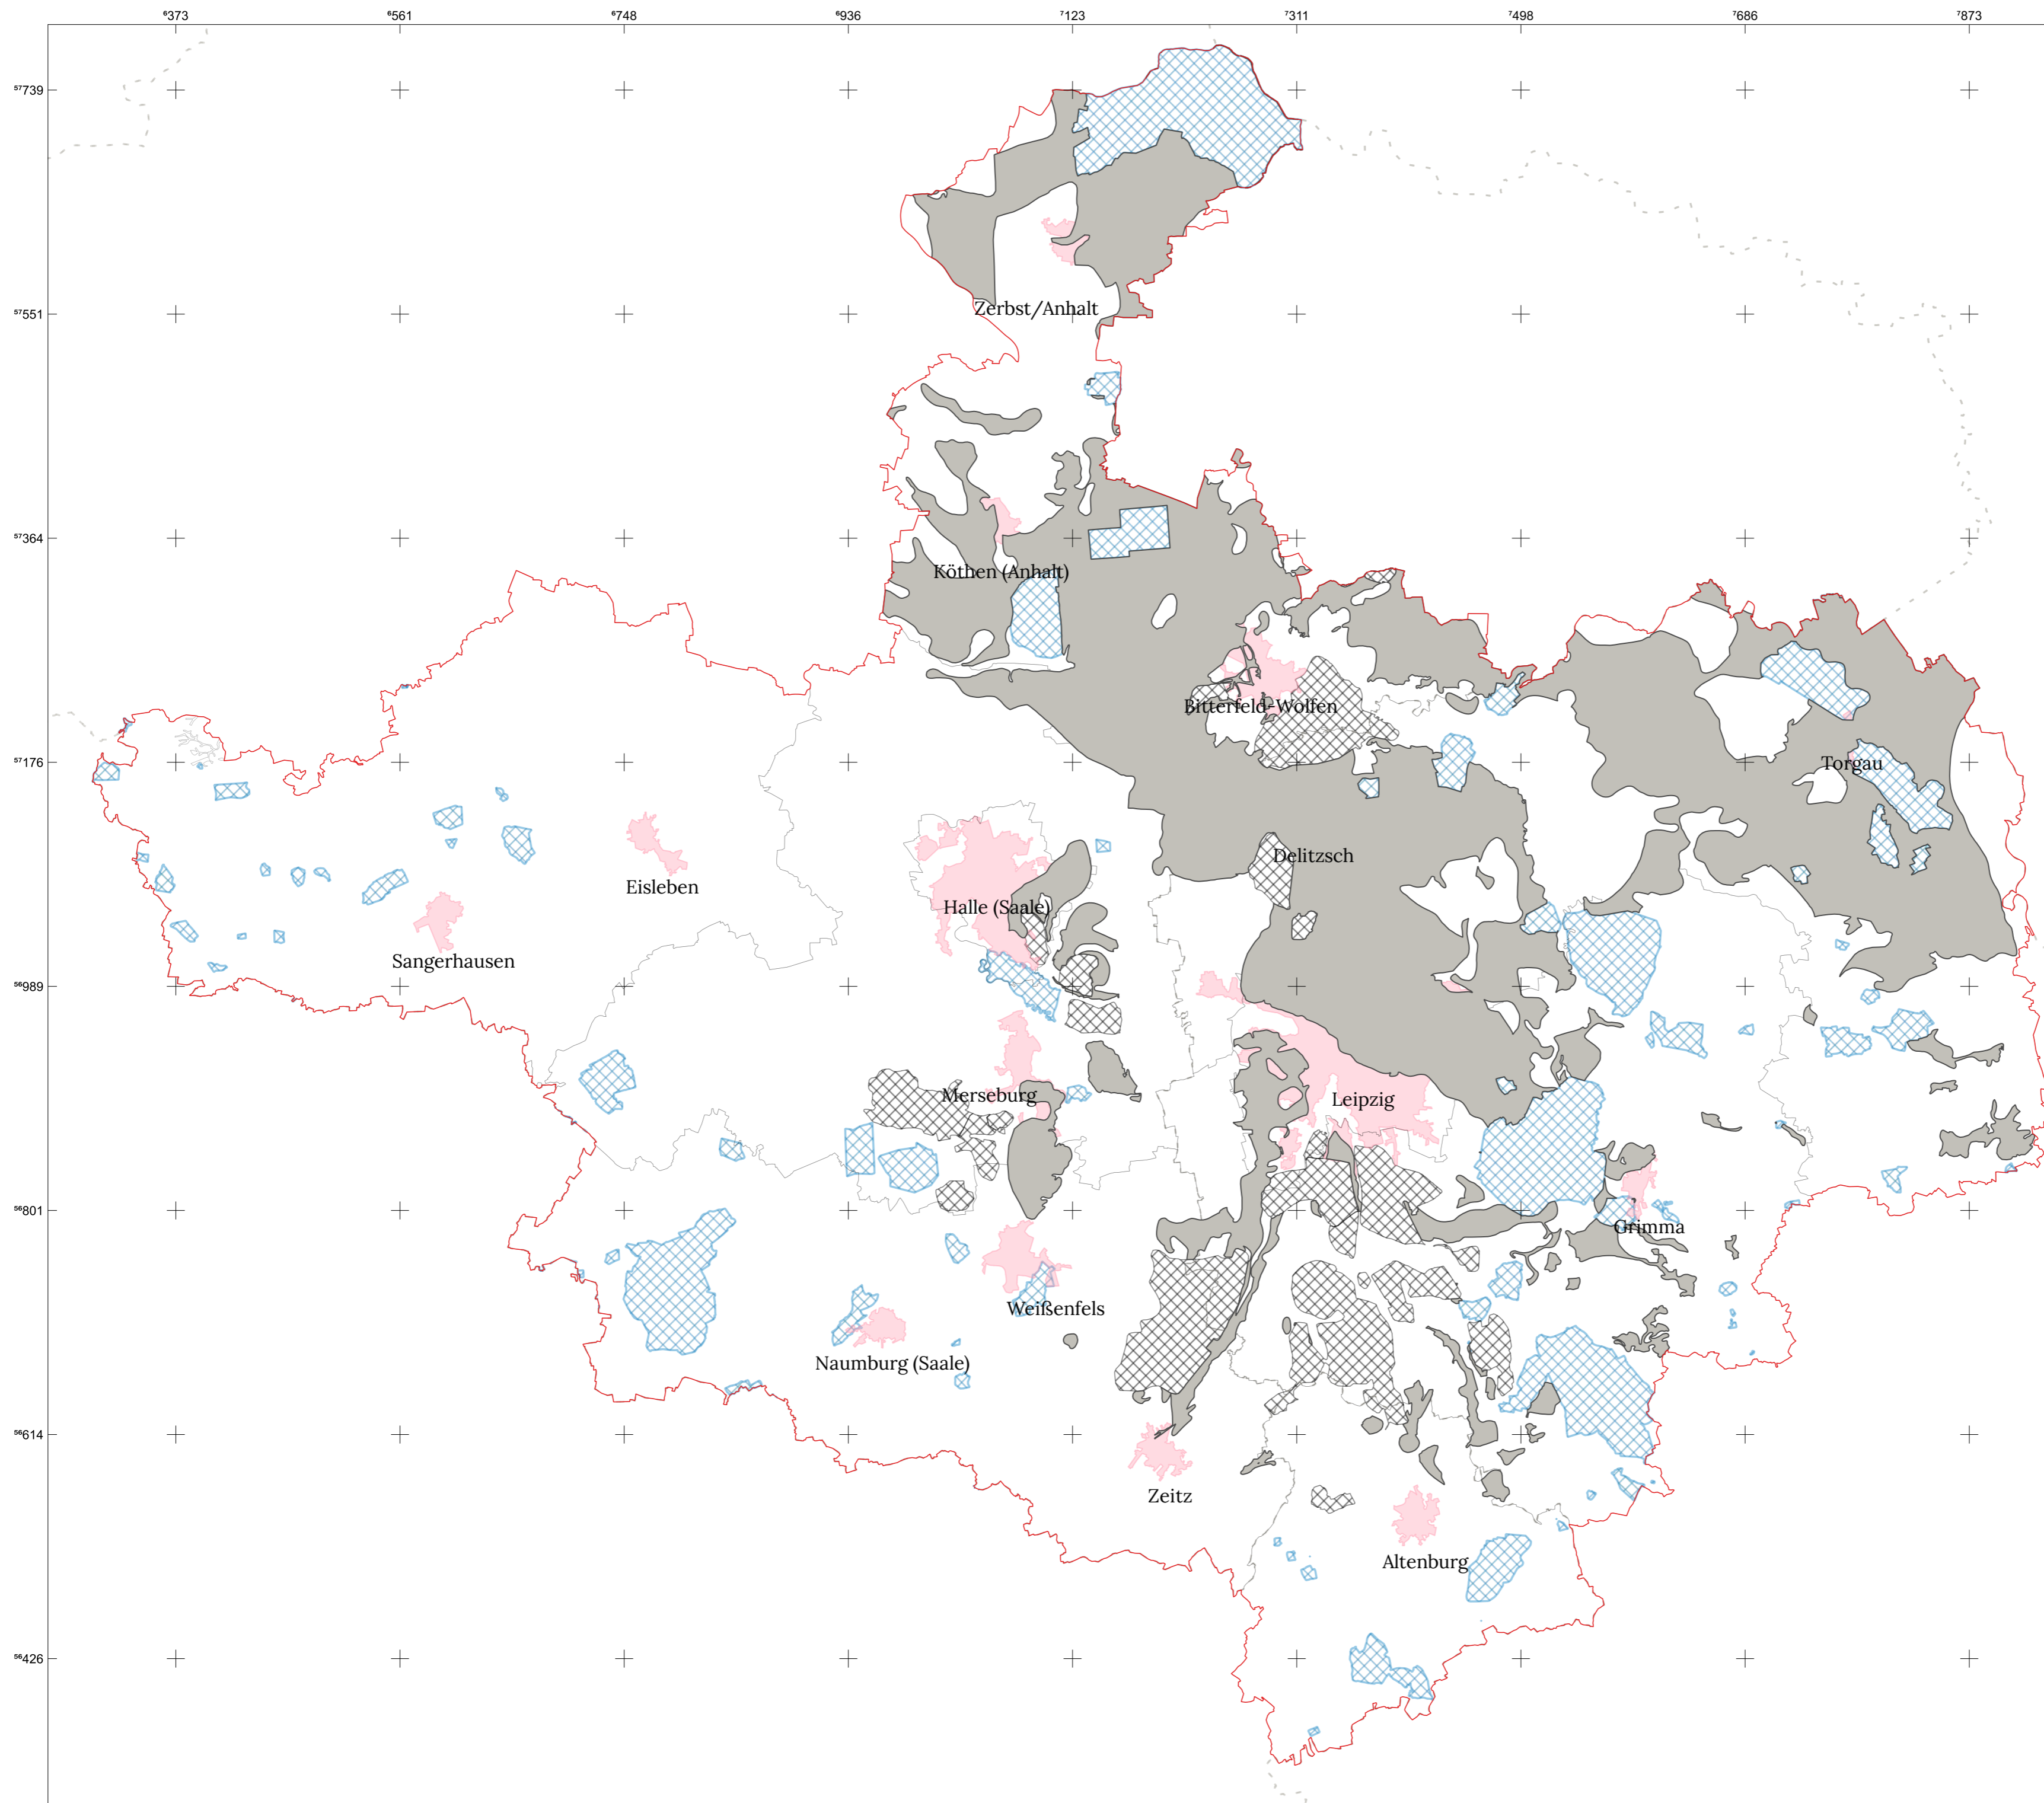 ⁶373 ⁶561 ⁶748 ⁶936 ⁷123 ⁷311 ⁷498 ⁷686 ⁷873
⁵⁷739
Zerbst/Anhalt
⁵⁷551
⁵⁷364
Köthen (Anhalt)
Bitterfeld-Wolfen
⁵⁷176
Torgau
Delitzsch
Eisleben
Halle (Saale)
Sangerhausen
⁵⁶989
Merseburg
Leipzig
⁵⁶801
Grimma
Weißenfels
Naumburg (Saale)
⁵⁶614
Zeitz
Altenburg
⁵⁶426